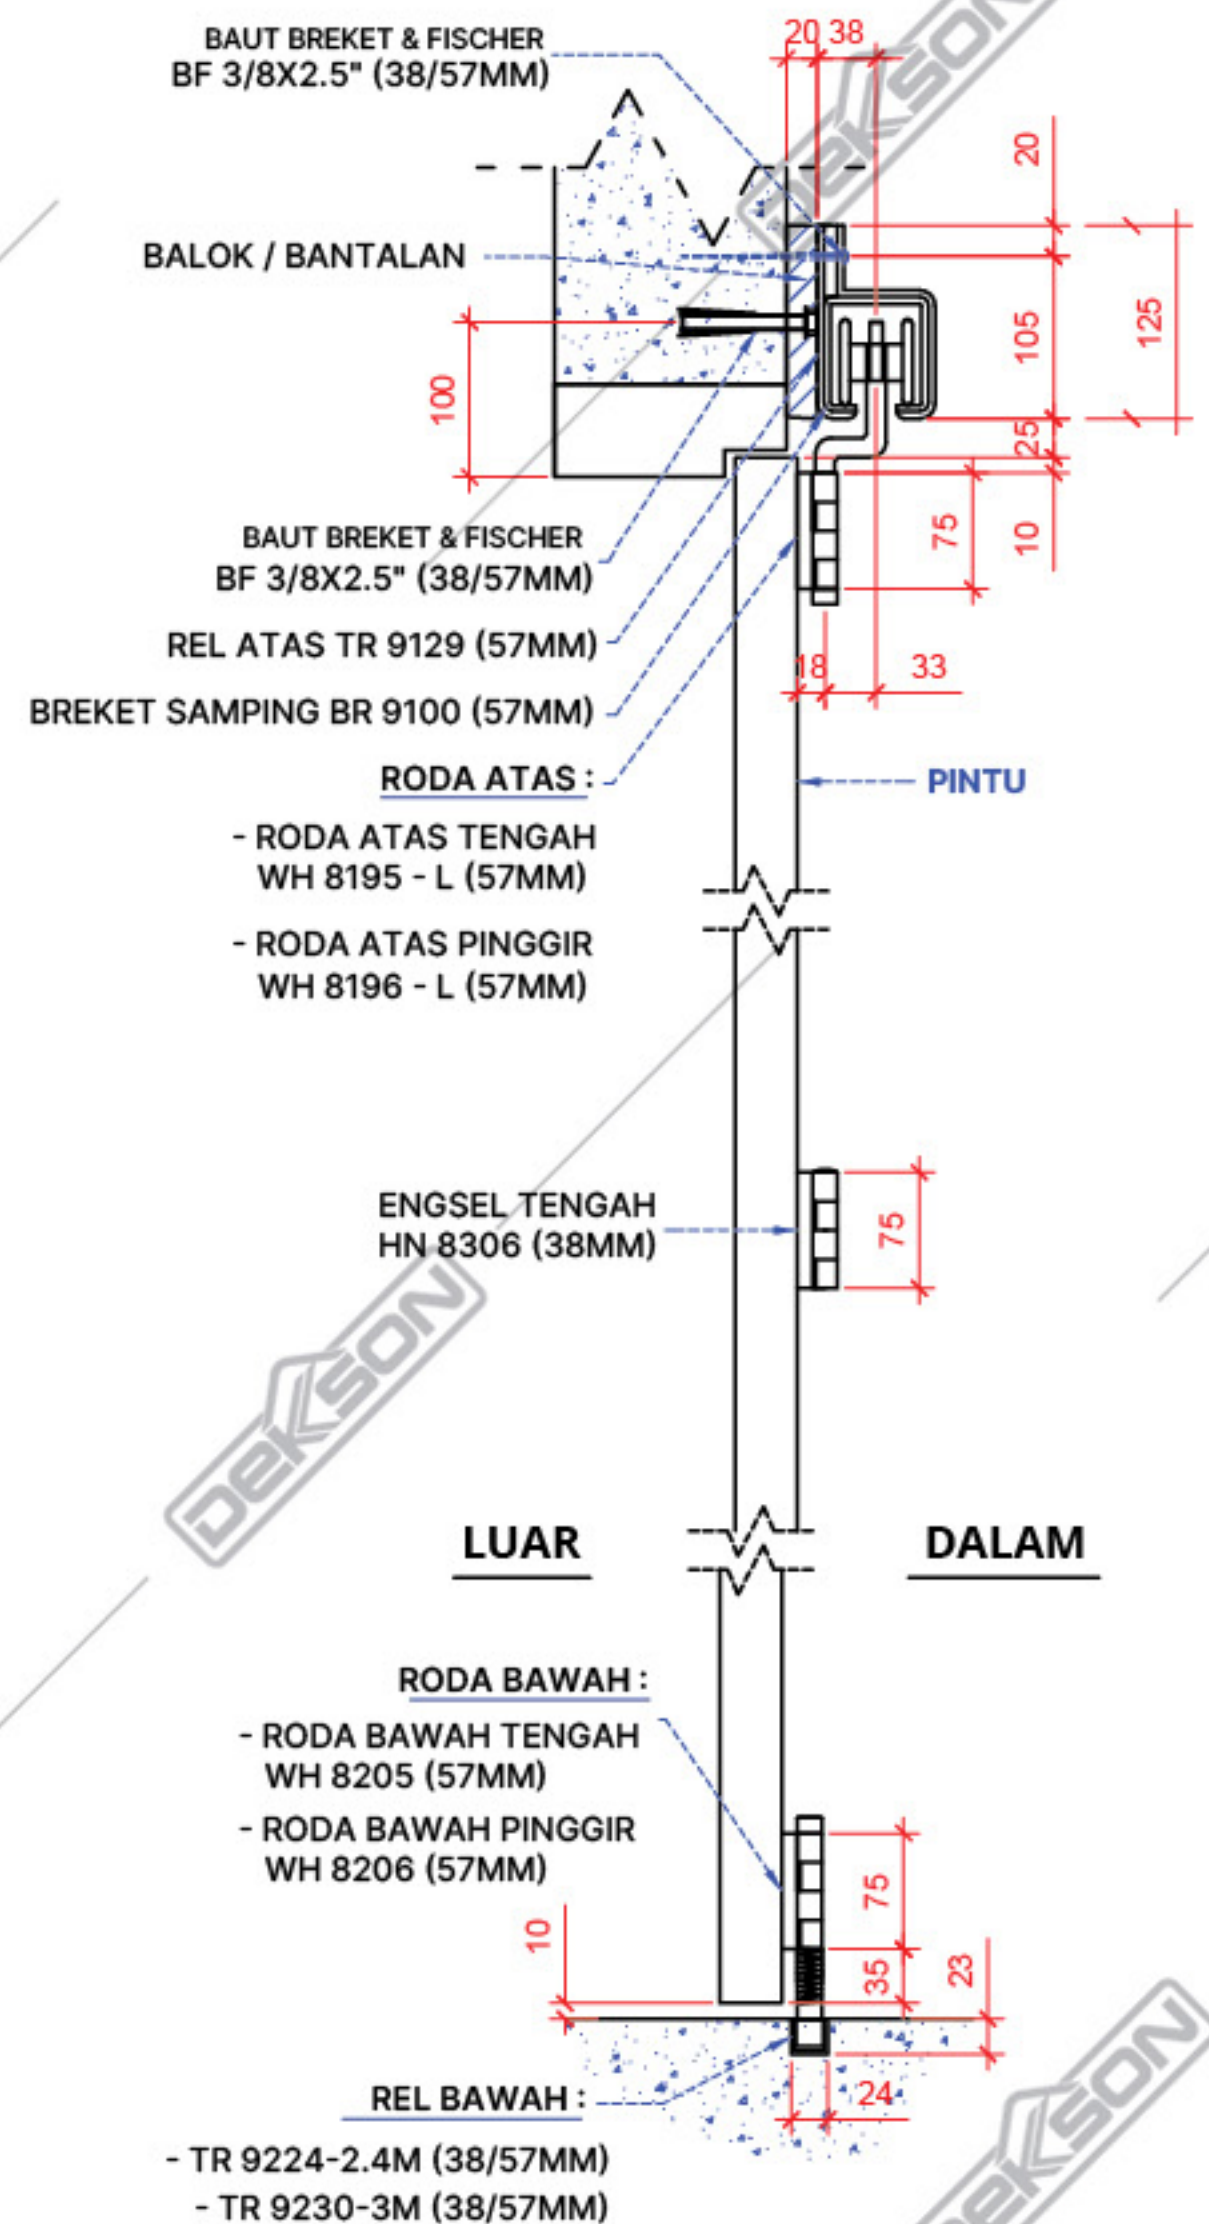 20 38
BAUT BREKET & FISCHER
BF 3/8X2.5" (38/57MM)
DEKSON
20
BALOK / BANTALAN
105
125
100
25
BAUT BREKET & FISCHER
BF 3/8X2.5" (38/57MM)
75
10
REL ATAS TR 9129 (57MM)
18
33
BREKET SAMPING BR 9100 (57MM)
RODA ATAS :
PINTU
- RODA ATAS TENGAH
WH 8195 - L (57MM)
- RODA ATAS PINGGIR
WH 8196 - L (57MM)
ENGSEL TENGAH
HN 8306 (38MM)
75
DEKSON
LUAR
DALAM
RODA BAWAH :
- RODA BAWAH TENGAH
WH 8205 (57MM)
- RODA BAWAH PINGGIR
WH 8206 (57MM)
75
10
35
23
DEKSON
REL BAWAH :
24
- TR 9224-2.4M (38/57MM)
- TR 9230-3M (38/57MM)